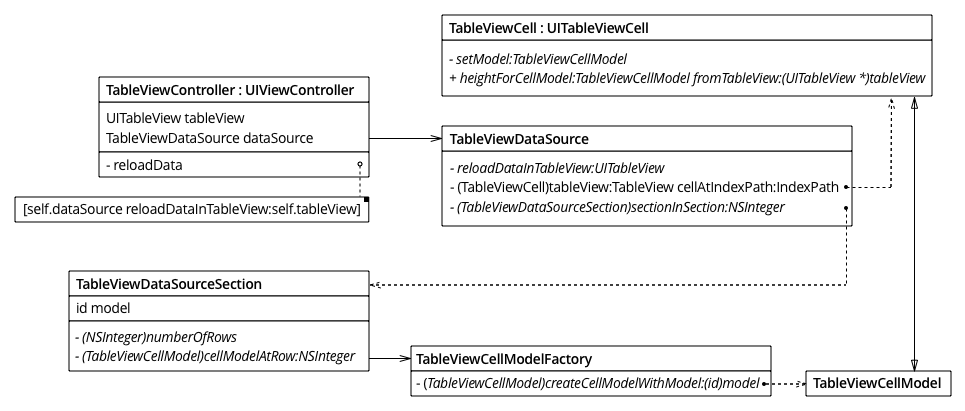 TableViewCell : UITableViewCell
- setModel:TableViewCellModel
+ heightForCellModel:TableViewCellModel fromTableView:(UITableView *)tableView
TableViewController : UIViewController
UITableView tableView
TableViewDataSource dataSource
- reloadData
[self.dataSource reloadDataInTableView:self.tableView]
TableViewDataSource
- reloadDataInTableView:UITableView
- (TableViewCell)tableView:TableView cellAtIndexPath:IndexPath
- (TableViewDataSourceSection)sectionInSection:NSInteger
TableViewDataSourceSection
id model
- (NSInteger)numberOfRows
- (TableViewCellModel)cellModelAtRow:NSInteger
TableViewCellModelFactory
- (TableViewCellModel)createCellModelWithModel:(id)model
TableViewCellModel